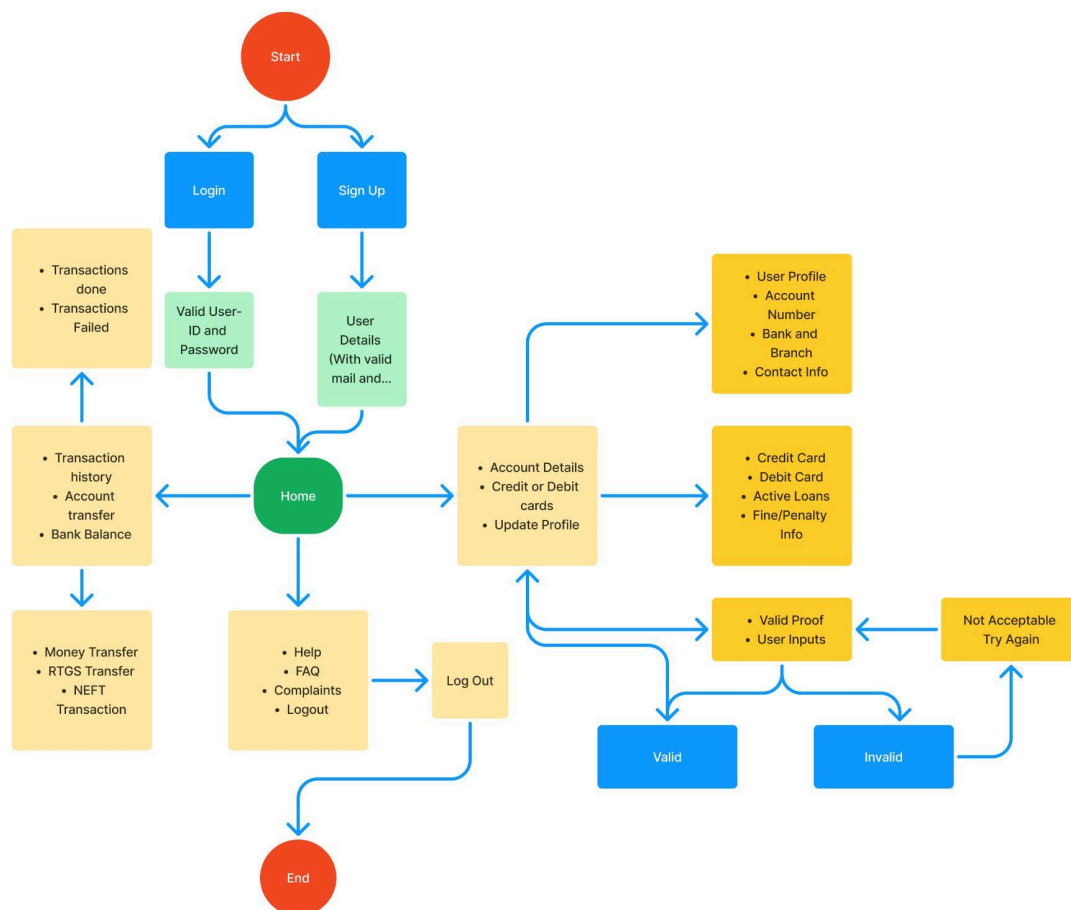 Start
Login
Sign Up
• Transactions
done
• Transactions
Failed
Valid User-
ID and
Password
User
Details
(With valid
mail and...
• User Profile
• Account
Number
• Bank and
Branch
• Contact Info
• Transaction
history
• Account
transfer
• Bank Balance
Home
• Account Details
• Credit or Debit
cards
• Update Profile
• Credit Card
• Debit Card
• Active Loans
• Fine/Penalty
Info
• Money Transfer
• RTGS Transfer
• NEFT
Transaction
• Help
• FAQ
• Complaints
• Logout
Log Out
• Valid Proof
• User Inputs
Not Acceptable
Try Again
Valid
Invalid
End